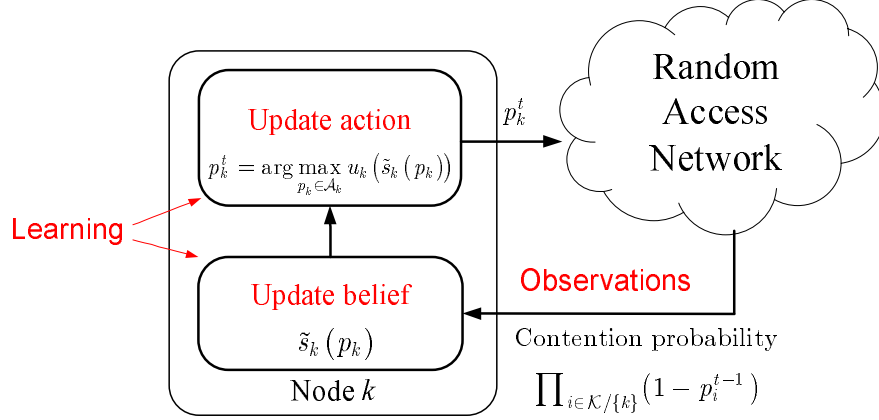 Update action
p_k^t = arg max_{p_k ∈ 𝒜_k} u_k(s̃_k(p_k))
p_k^t
Random
Access
Network
Learning
Update belief
s̃_k(p_k)
Node k
Observations
Contention probability
∏_{i∈𝒦/{k}}(1 − p_i^{t−1})